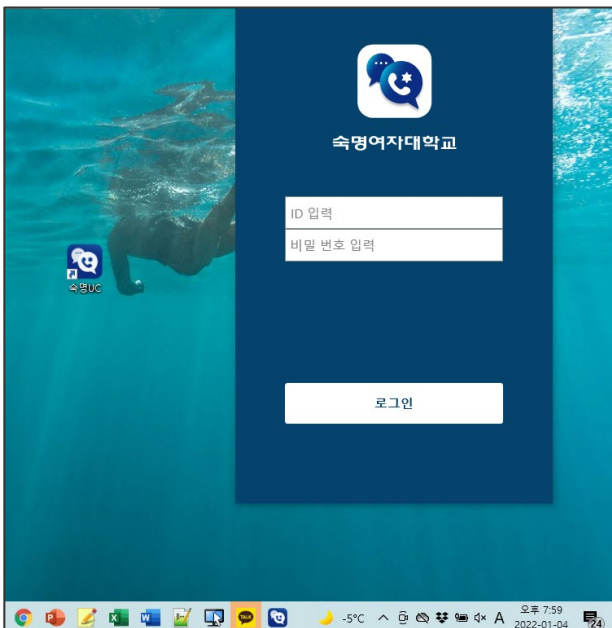 숙명여자대학교
ID 입력
비밀 번호 입력
숙명UC
로그인
TALK
-5°C
A
오후 7:59
2022-01-04
24